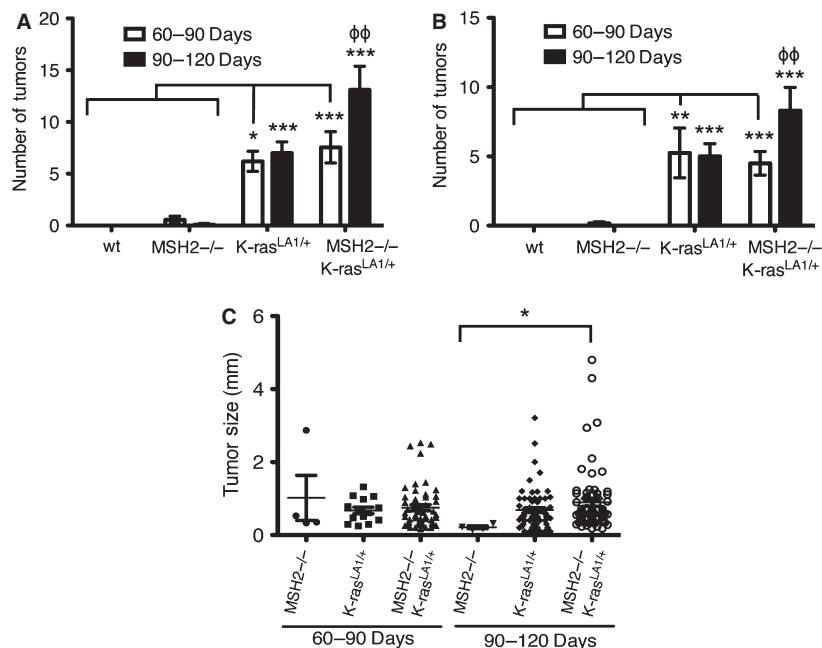 A
20
15
10
5
0
Number of tumors
60–90 Days
90–120 Days
*
***
***
ϕϕ
***
wt
MSH2–/–
K-rasLA1/+
MSH2–/–
K-rasLA1/+
B
15
10
5
0
Number of tumors
60–90 Days
90–120 Days
**
***
***
ϕϕ
***
wt
MSH2–/–
K-rasLA1/+
MSH2–/–
K-rasLA1/+
C
6
4
2
0
Tumor size (mm)
*
MSH2–/–
K-rasLA1/+
MSH2–/–
K-rasLA1/+
MSH2–/–
K-rasLA1/+
MSH2–/–
K-rasLA1/+
60–90 Days
90–120 Days